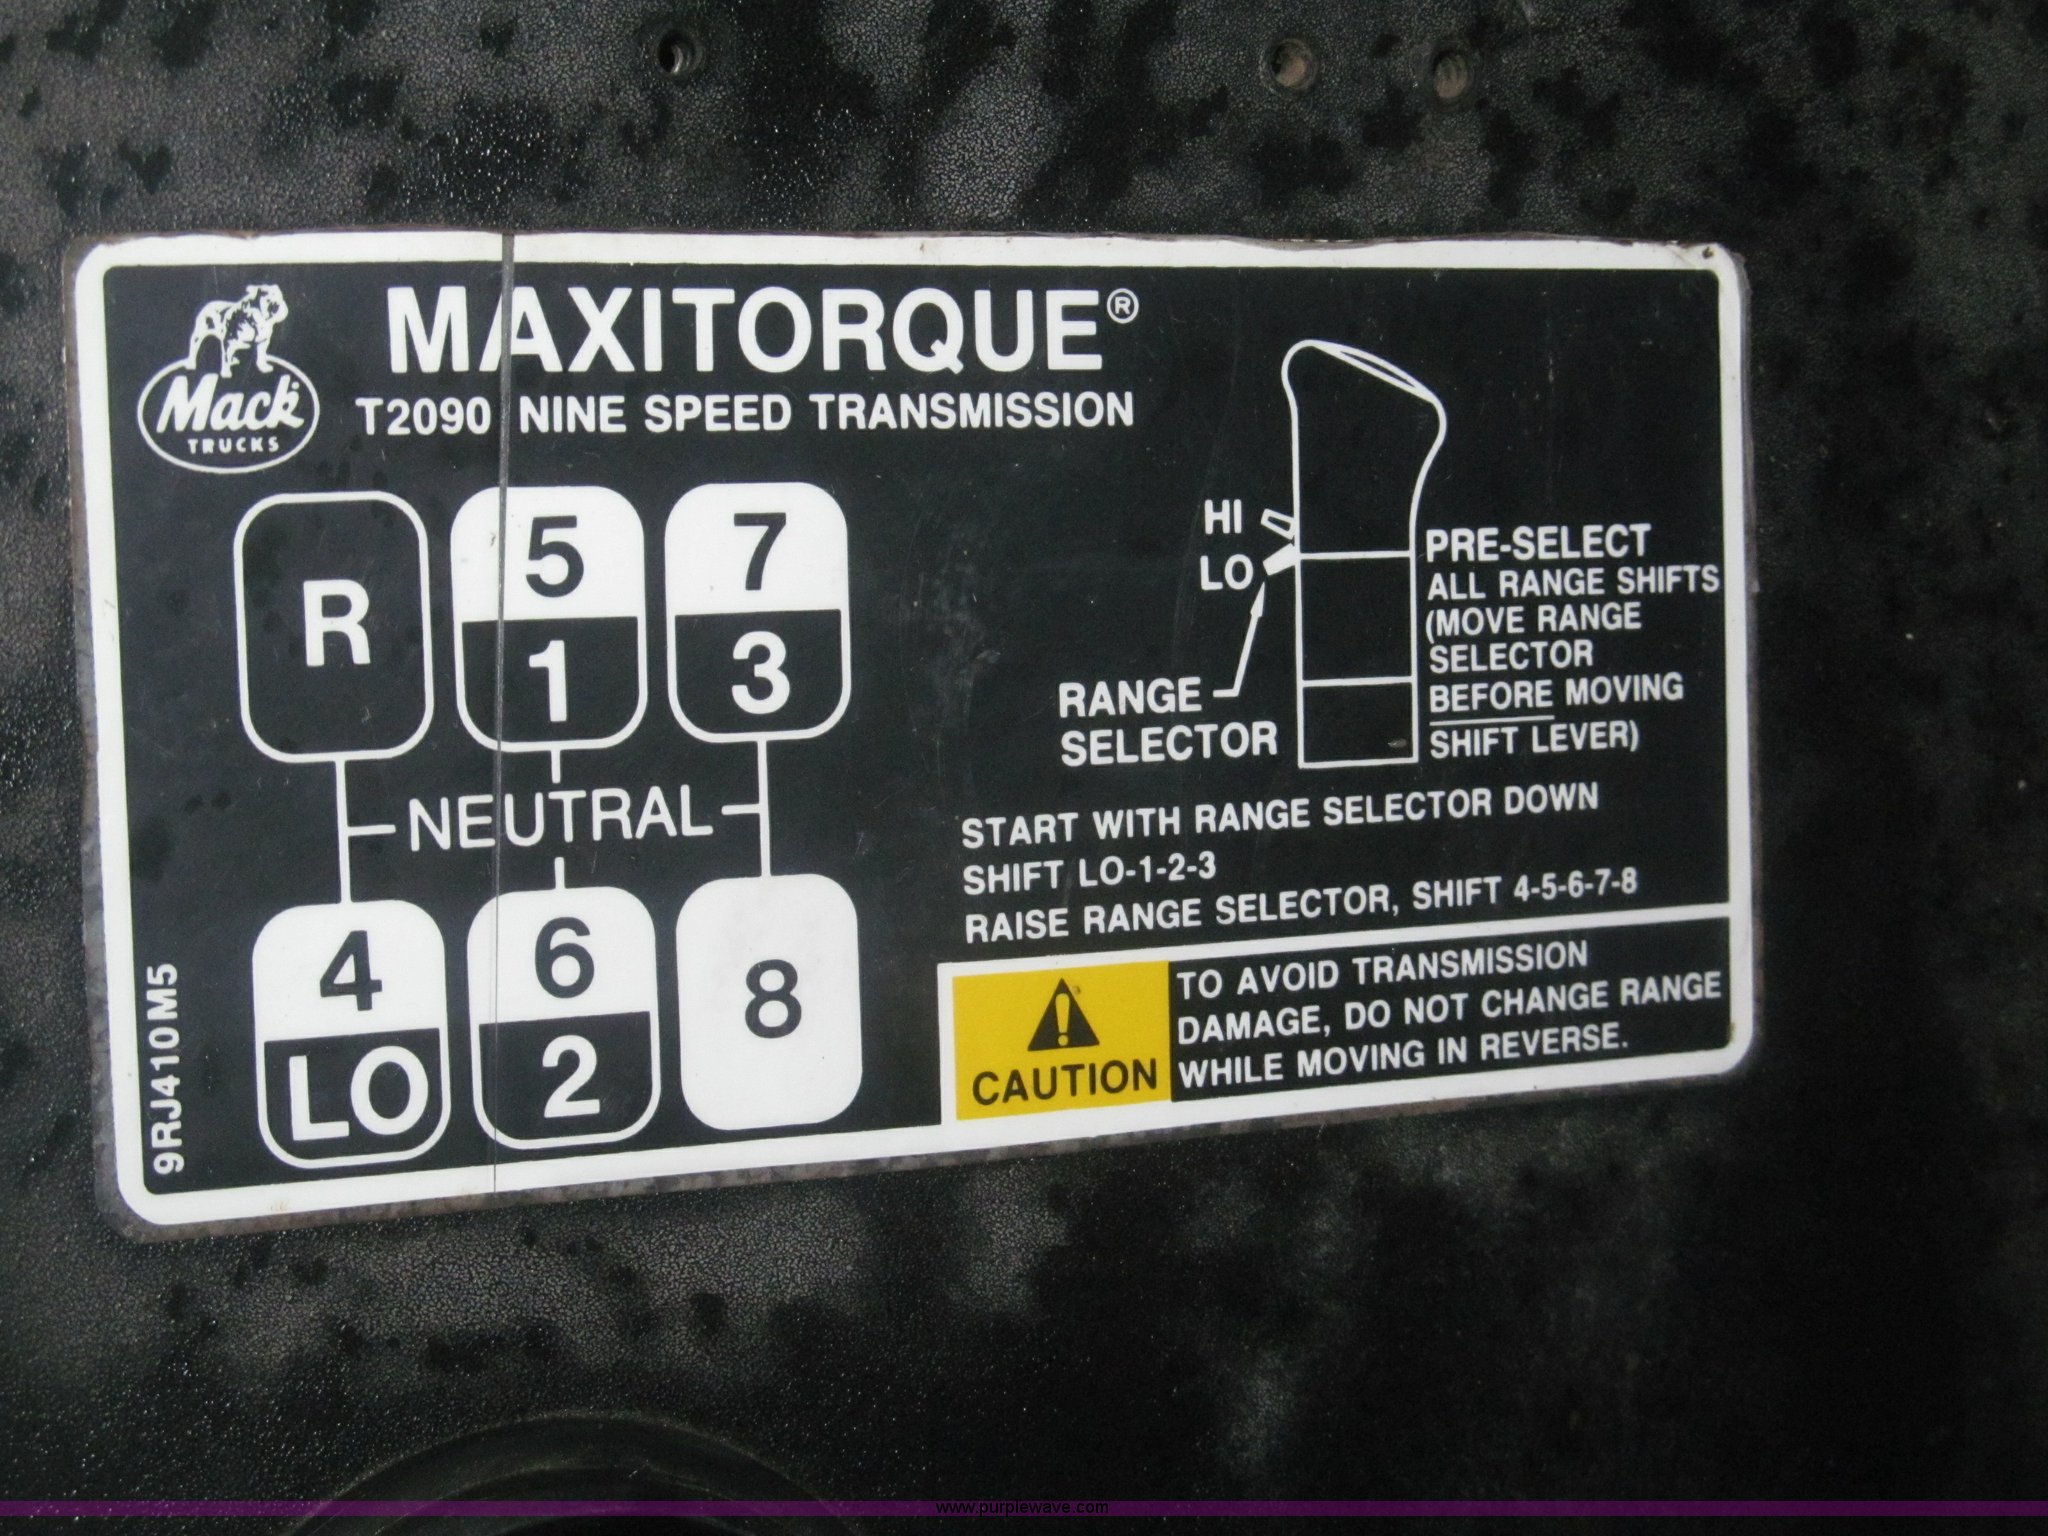 MAXITORQUE®
Mack
TRUCKS
T2090 NINE SPEED TRANSMISSION
R
5
1
7
3
NEUTRAL
4
LO
6
2
8
9RJ410M5
HI
LO
RANGE
SELECTOR
PRE-SELECT
ALL RANGE SHIFTS
(MOVE RANGE
SELECTOR
BEFORE MOVING
SHIFT LEVER)
START WITH RANGE SELECTOR DOWN
SHIFT LO-1-2-3
RAISE RANGE SELECTOR, SHIFT 4-5-6-7-8
CAUTION
TO AVOID TRANSMISSION
DAMAGE, DO NOT CHANGE RANGE
WHILE MOVING IN REVERSE.
www.purplewave.com